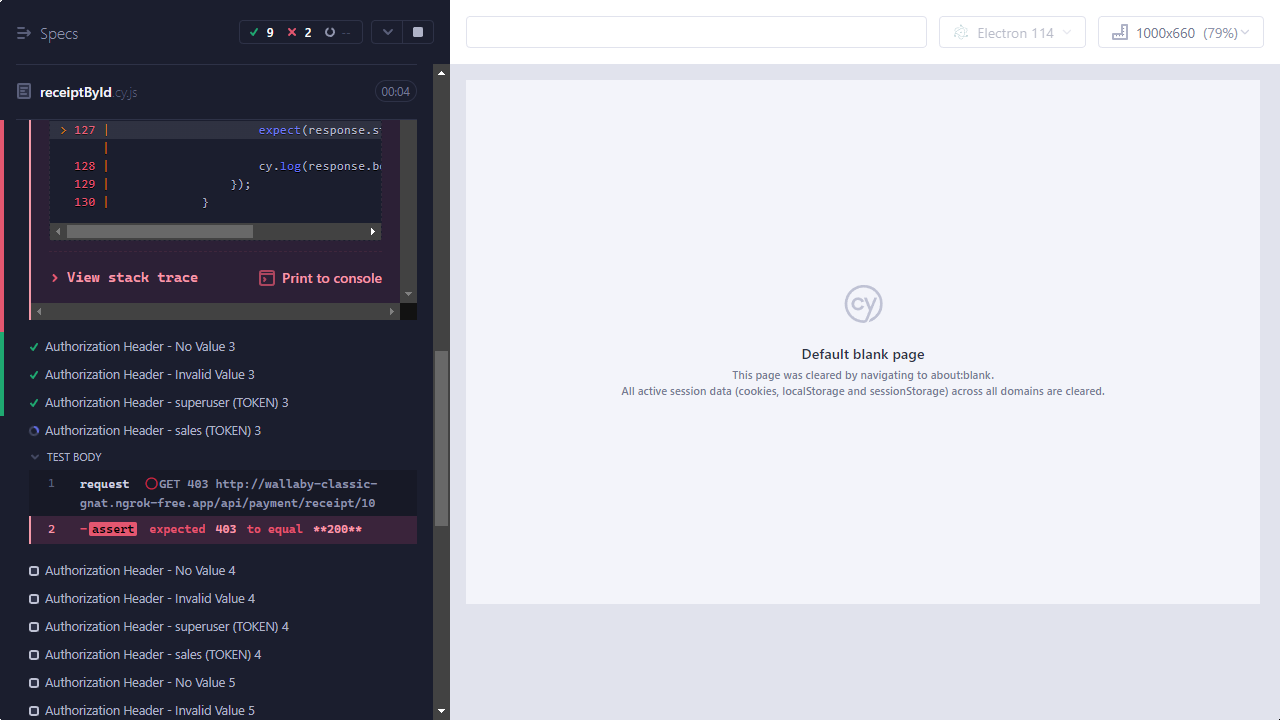 Specs
9 2 --
Electron 114
1000x660 (79%)
receiptById.cy.js
00:04
> 127 | expect(response.st
|
128 | cy.log(response.bo
129 | });
130 | }
View stack trace
Print to console
Authorization Header - No Value 3
Authorization Header - Invalid Value 3
Authorization Header - superuser (TOKEN) 3
Authorization Header - sales (TOKEN) 3
TEST BODY
1 request GET 403 http://wallaby-classic-
gnat.ngrok-free.app/api/payment/receipt/10
2 -assert expected 403 to equal **200**
Authorization Header - No Value 4
Authorization Header - Invalid Value 4
Authorization Header - superuser (TOKEN) 4
Authorization Header - sales (TOKEN) 4
Authorization Header - No Value 5
Authorization Header - Invalid Value 5
cy
Default blank page
This page was cleared by navigating to about:blank.
All active session data (cookies, localStorage and sessionStorage) across all domains are cleared.